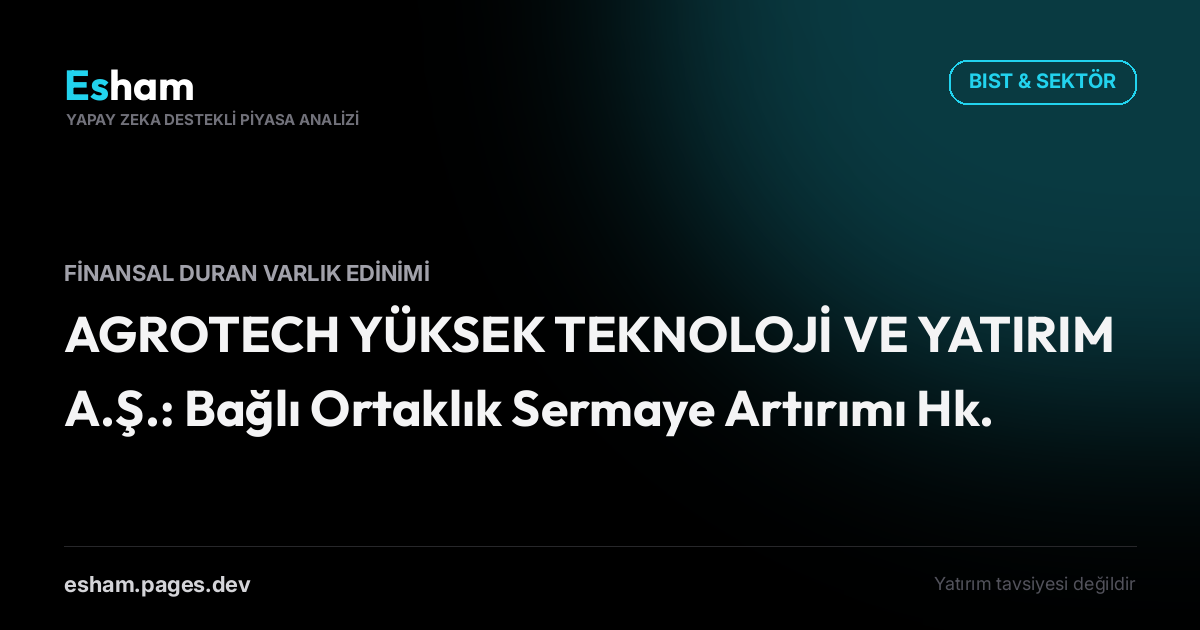 Esham
YAPAY ZEKA DESTEKLİ PİYASA ANALİZİ
BIST & SEKTÖR
FİNANSAL DURAN VARLIK EDİNİMİ
AGROTECH YÜKSEK TEKNOLOJİ VE YATIRIM
A.Ş.: Bağlı Ortaklık Sermaye Artırımı Hk.
esham.pages.dev
Yatırım tavsiyesi değildir